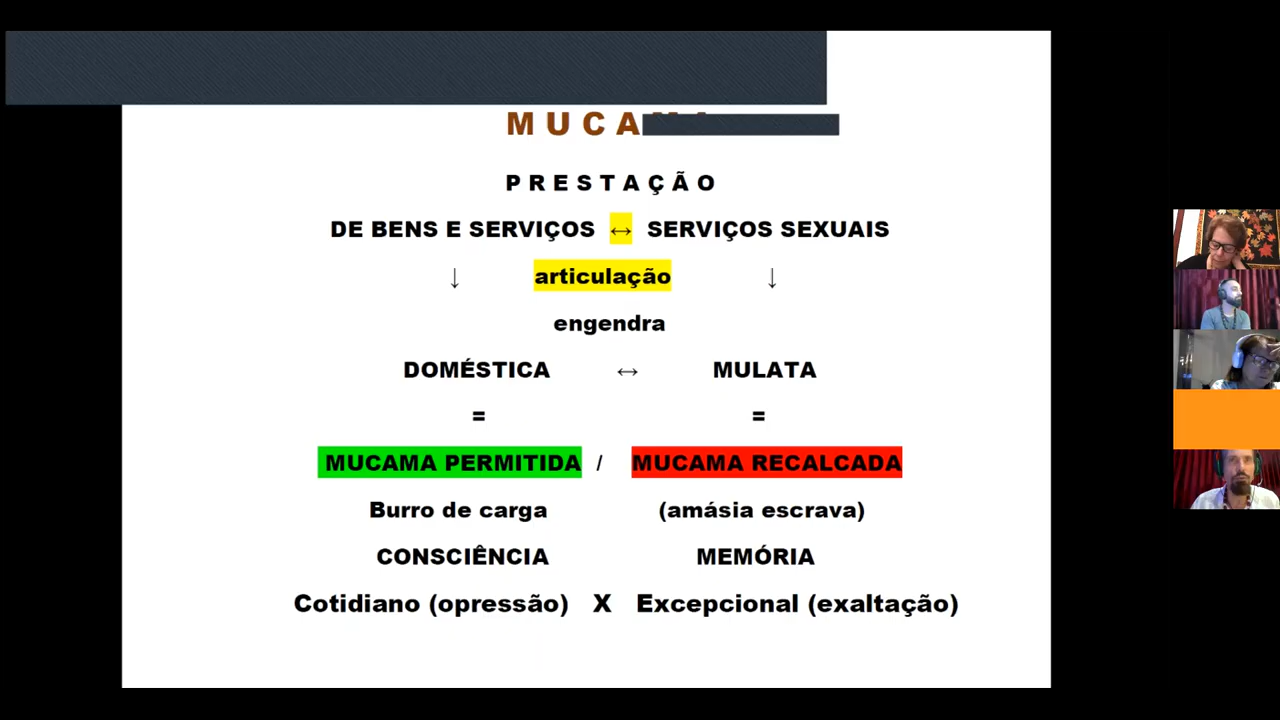 M U C A
P R E S T A Ç Ã O
DE BENS E SERVIÇOS ↔ SERVIÇOS SEXUAIS
↓ articulação ↓
engendra
DOMÉSTICA ↔ MULATA
= =
MUCAMA PERMITIDA / MUCAMA RECALCADA
Burro de carga (amásia escrava)
CONSCIÊNCIA MEMÓRIA
Cotidiano (opressão) X Excepcional (exaltação)